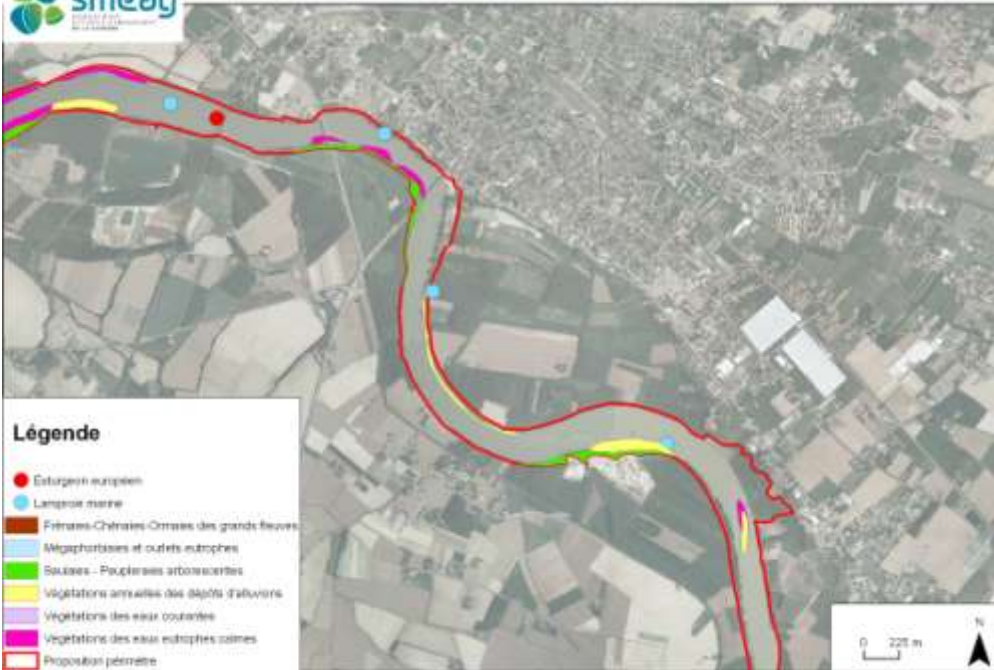 smeag
Légende
Esturgeon européen
Lamproie marine
Frênaies-Chênaies-Ormaies des grands fleuves
Mégaphorbiaies et ourlets eutrophes
Saulaies - Peupleraies arborescentes
Végétations annuelles des dépôts d'alluvions
Végétations des eaux courantes
Végétations des eaux eutrophes calmes
Proposition périmètre
N
0 225 m